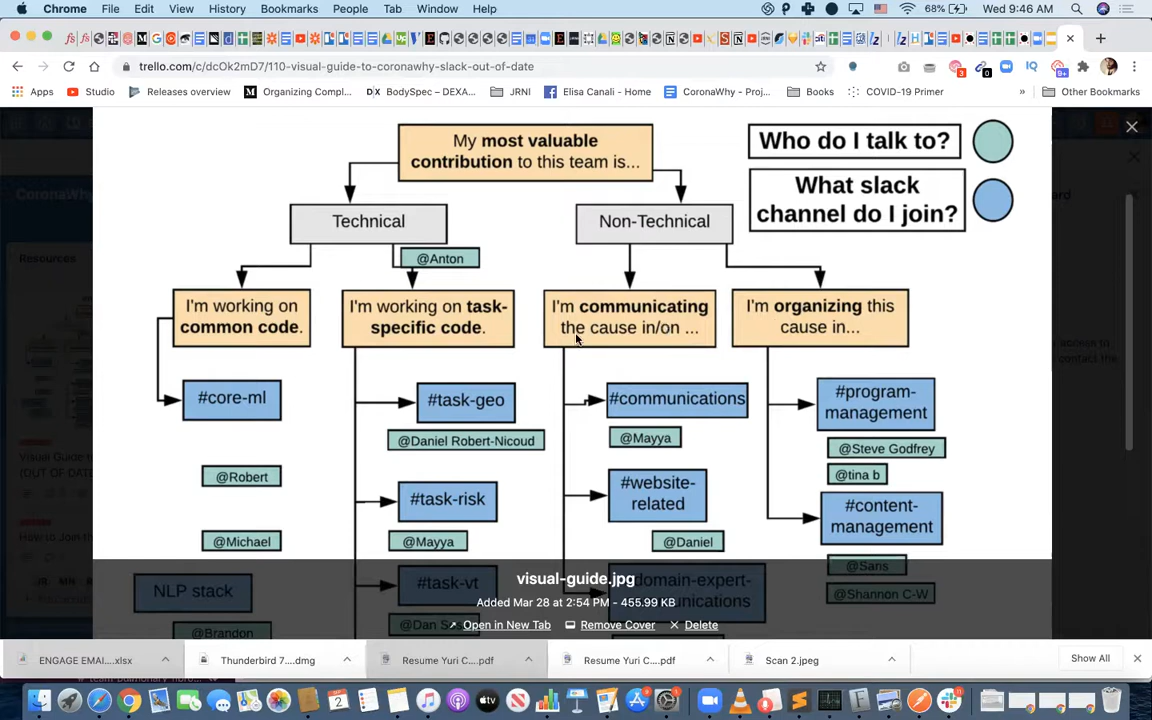 Chrome File Edit View History Bookmarks People Tab Window Help
68% Wed 9:46 AM
trello.com/c/dcOk2mD7/110-visual-guide-to-coronawhy-slack-out-of-date
Apps Studio Releases overview Organizing Compl... BodySpec – DEXA... JRNI Elisa Canali - Home CoronaWhy - Proj... Books COVID-19 Primer » Other Bookmarks
My most valuable
contribution to this team is...
Who do I talk to?
What slack
channel do I join?
Technical
Non-Technical
@Anton
I'm working on
common code.
I'm working on task-
specific code.
I'm communicating
the cause in/on ...
I'm organizing this
cause in...
#core-ml
#task-geo
#communications
#program-
management
@Daniel Robert-Nicoud
@Mayya
@Steve Godfrey
@Robert
@tina b
#task-risk
#website-
related
#content-
management
@Michael
@Mayya
@Daniel
@Sans
NLP stack
#task-vt
domain-expert-
@Shannon C-W
@Brandon
@Dan
Resources
visual-guide.jpg
Added Mar 28 at 2:54 PM - 455.99 KB
Open in New Tab Remove Cover Delete
ENGAGE EMAI....xlsx Thunderbird 7....dmg Resume Yuri C....pdf Resume Yuri C....pdf Scan 2.jpeg Show All